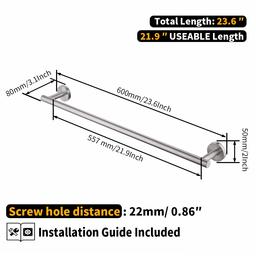 Total Length: 23.6 ″
21.9 ″ USEABLE Length
80mm/3.1Inch
600mm/23.6Inch
557 mm/21.9Inch
50mm/2Inch
Screw hole distance : 22mm/ 0.86″
Installation Guide Included